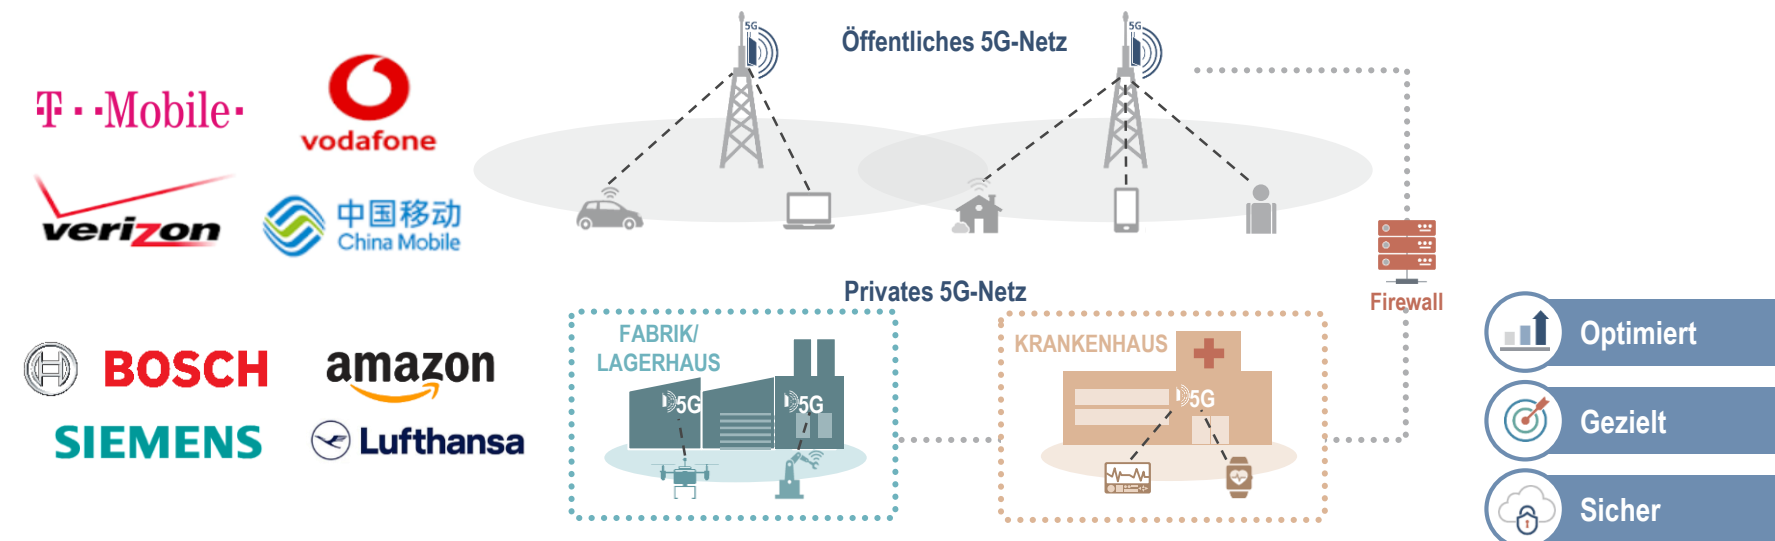 5G
5G
Öffentliches 5G-Netz
T··Mobile·
vodafone
verizon
中国移动
China Mobile
Firewall
Privates 5G-Netz
FABRIK/
LAGERHAUS
5G
5G
KRANKENHAUS
5G
BOSCH
amazon
SIEMENS
Lufthansa
Optimiert
Gezielt
Sicher